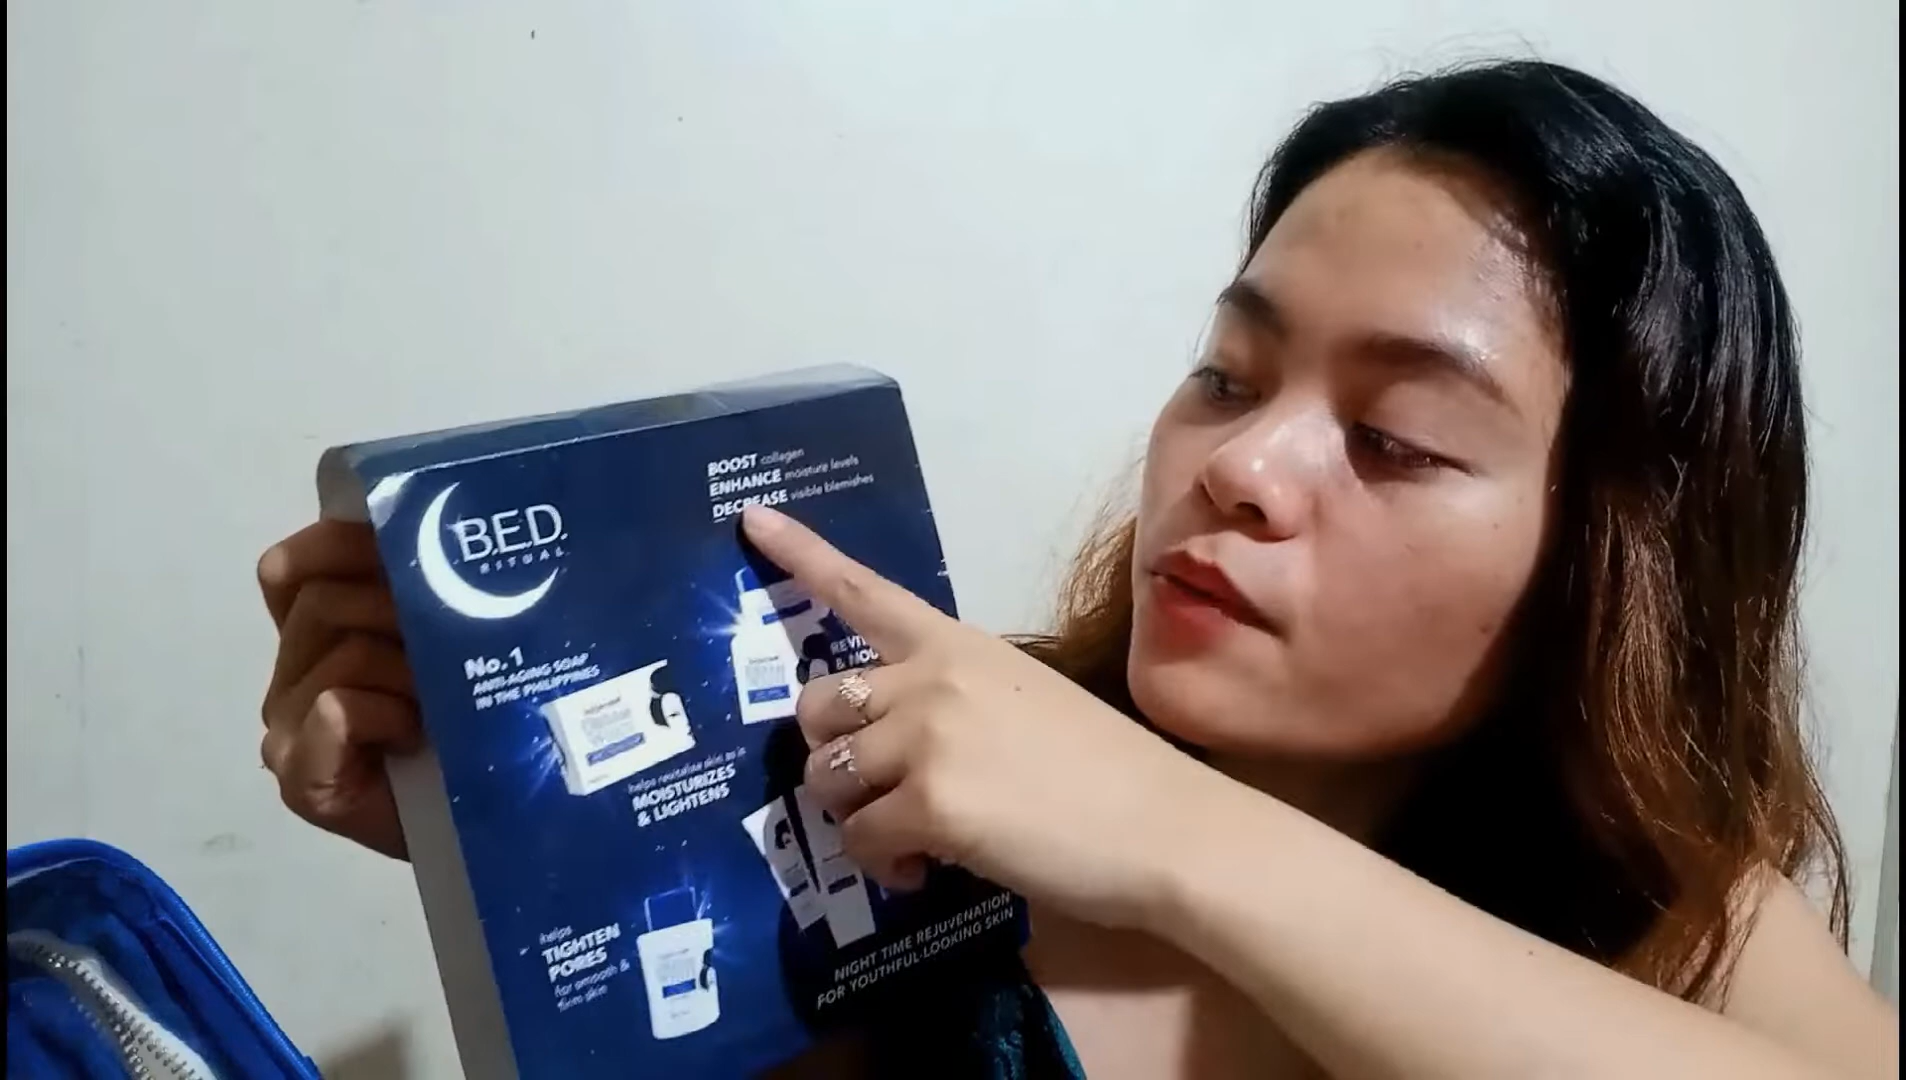 B.E.D.
RITUAL
BOOST collagen
ENHANCE moisture levels
DECREASE visible blemishes
No. 1
ANTI-AGING SOAP
IN THE PHILIPPINES
helps revitalize skin as it
MOISTURIZES
& LIGHTENS
helps
TIGHTEN
PORES
for smooth &
firm skin
NIGHT TIME REJUVENATION
FOR YOUTHFUL-LOOKING SKIN